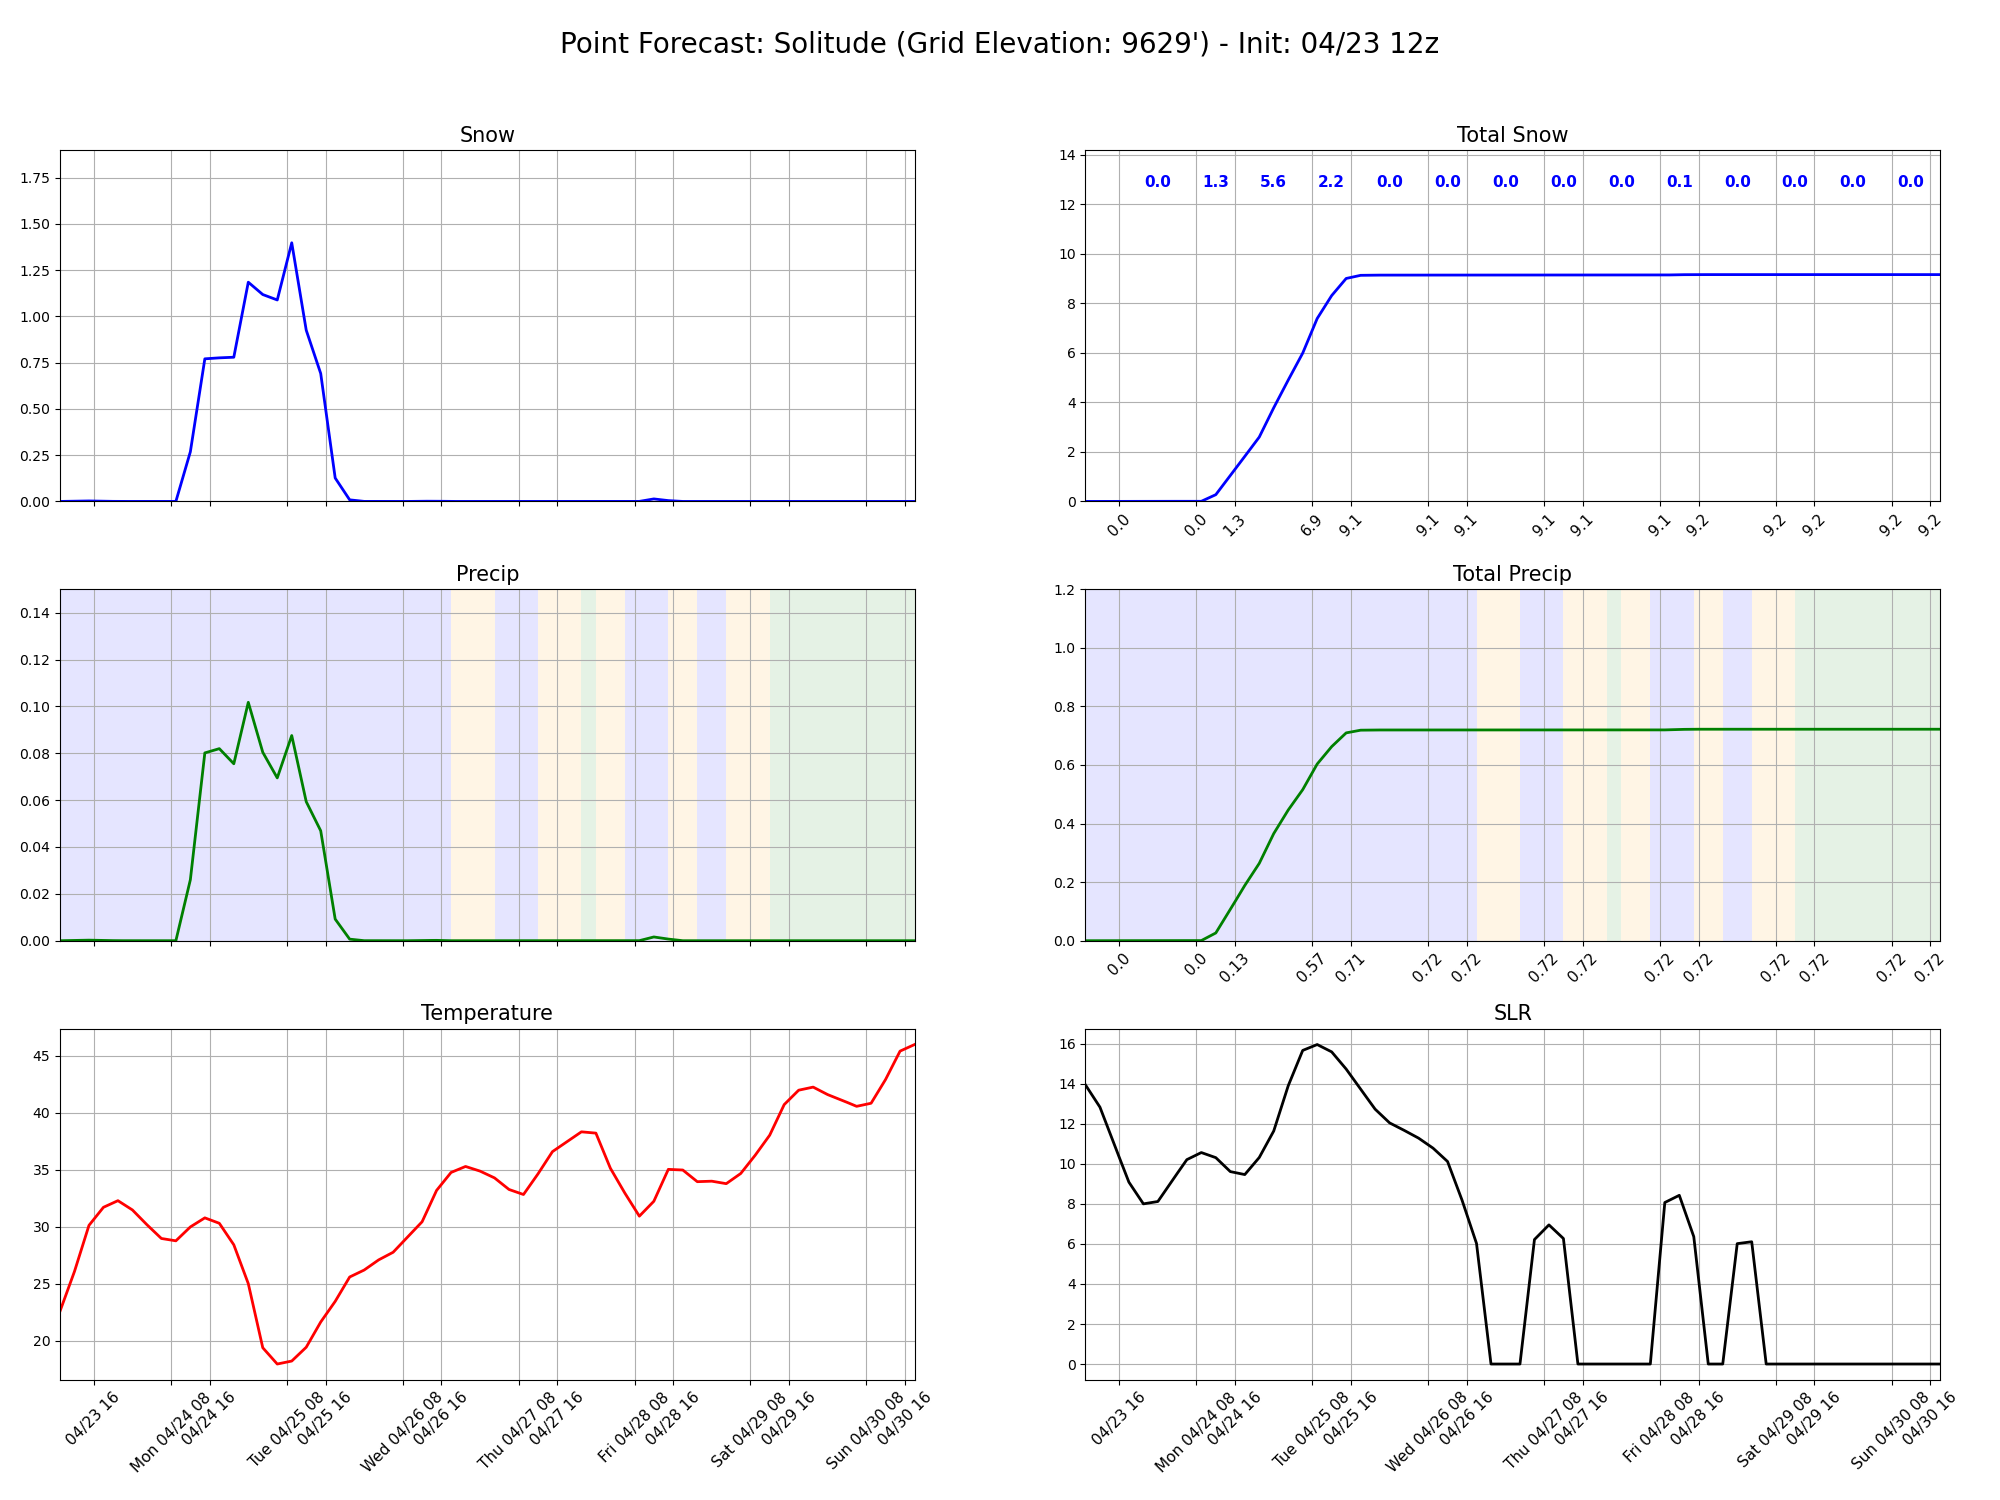 Point Forecast: Solitude (Grid Elevation: 9629') - Init: 04/23 12z
Snow
1.75
1.50
1.25
1.00
0.75
0.50
0.25
0.00
Total Snow
14
12
10
8
6
4
2
0
0.0 1.3 5.6 2.2 0.0 0.0 0.0 0.0 0.0 0.1 0.0 0.0 0.0 0.0
0.0 0.0 1.3 6.9 9.1 9.1 9.1 9.1 9.1 9.1 9.2 9.2 9.2 9.2 9.2
Precip
0.14
0.12
0.10
0.08
0.06
0.04
0.02
0.00
Total Precip
1.2
1.0
0.8
0.6
0.4
0.2
0.0
0.0 0.0 0.13 0.57 0.71 0.72 0.72 0.72 0.72 0.72 0.72 0.72 0.72 0.72 0.72
Temperature
45
40
35
30
25
20
04/23 16
Mon 04/24 08
04/24 16
Tue 04/25 08
04/25 16
Wed 04/26 08
04/26 16
Thu 04/27 08
04/27 16
Fri 04/28 08
04/28 16
Sat 04/29 08
04/29 16
Sun 04/30 08
04/30 16
SLR
16
14
12
10
8
6
4
2
0
04/23 16
Mon 04/24 08
04/24 16
Tue 04/25 08
04/25 16
Wed 04/26 08
04/26 16
Thu 04/27 08
04/27 16
Fri 04/28 08
04/28 16
Sat 04/29 08
04/29 16
Sun 04/30 08
04/30 16